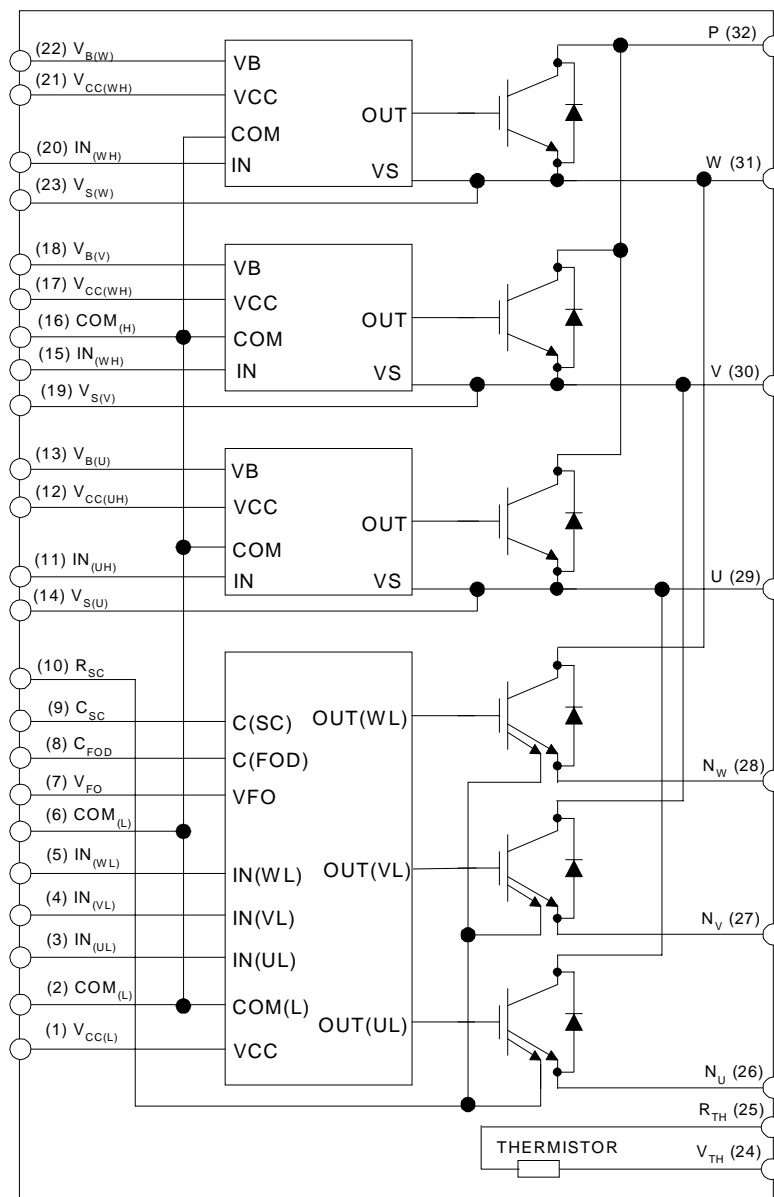 (22) VB(W)
(21) VCC(WH)
(20) IN(WH)
(23) VS(W)
VB
VCC
COM
IN
OUT
VS
P (32)
W (31)
(18) VB(V)
(17) VCC(WH)
(16) COM(H)
(15) IN(WH)
(19) VS(V)
VB
VCC
COM
IN
OUT
VS
V (30)
(13) VB(U)
(12) VCC(UH)
(11) IN(UH)
(14) VS(U)
VB
VCC
COM
IN
OUT
VS
U (29)
(10) RSC
(9) CSC
(8) CFOD
(7) VFO
(6) COM(L)
(5) IN(WL)
(4) IN(VL)
(3) IN(UL)
(2) COM(L)
(1) VCC(L)
C(SC)
C(FOD)
VFO
IN(WL)
IN(VL)
IN(UL)
COM(L)
VCC
OUT(WL)
OUT(VL)
OUT(UL)
NW (28)
NV (27)
NU (26)
RTH (25)
VTH (24)
THERMISTOR